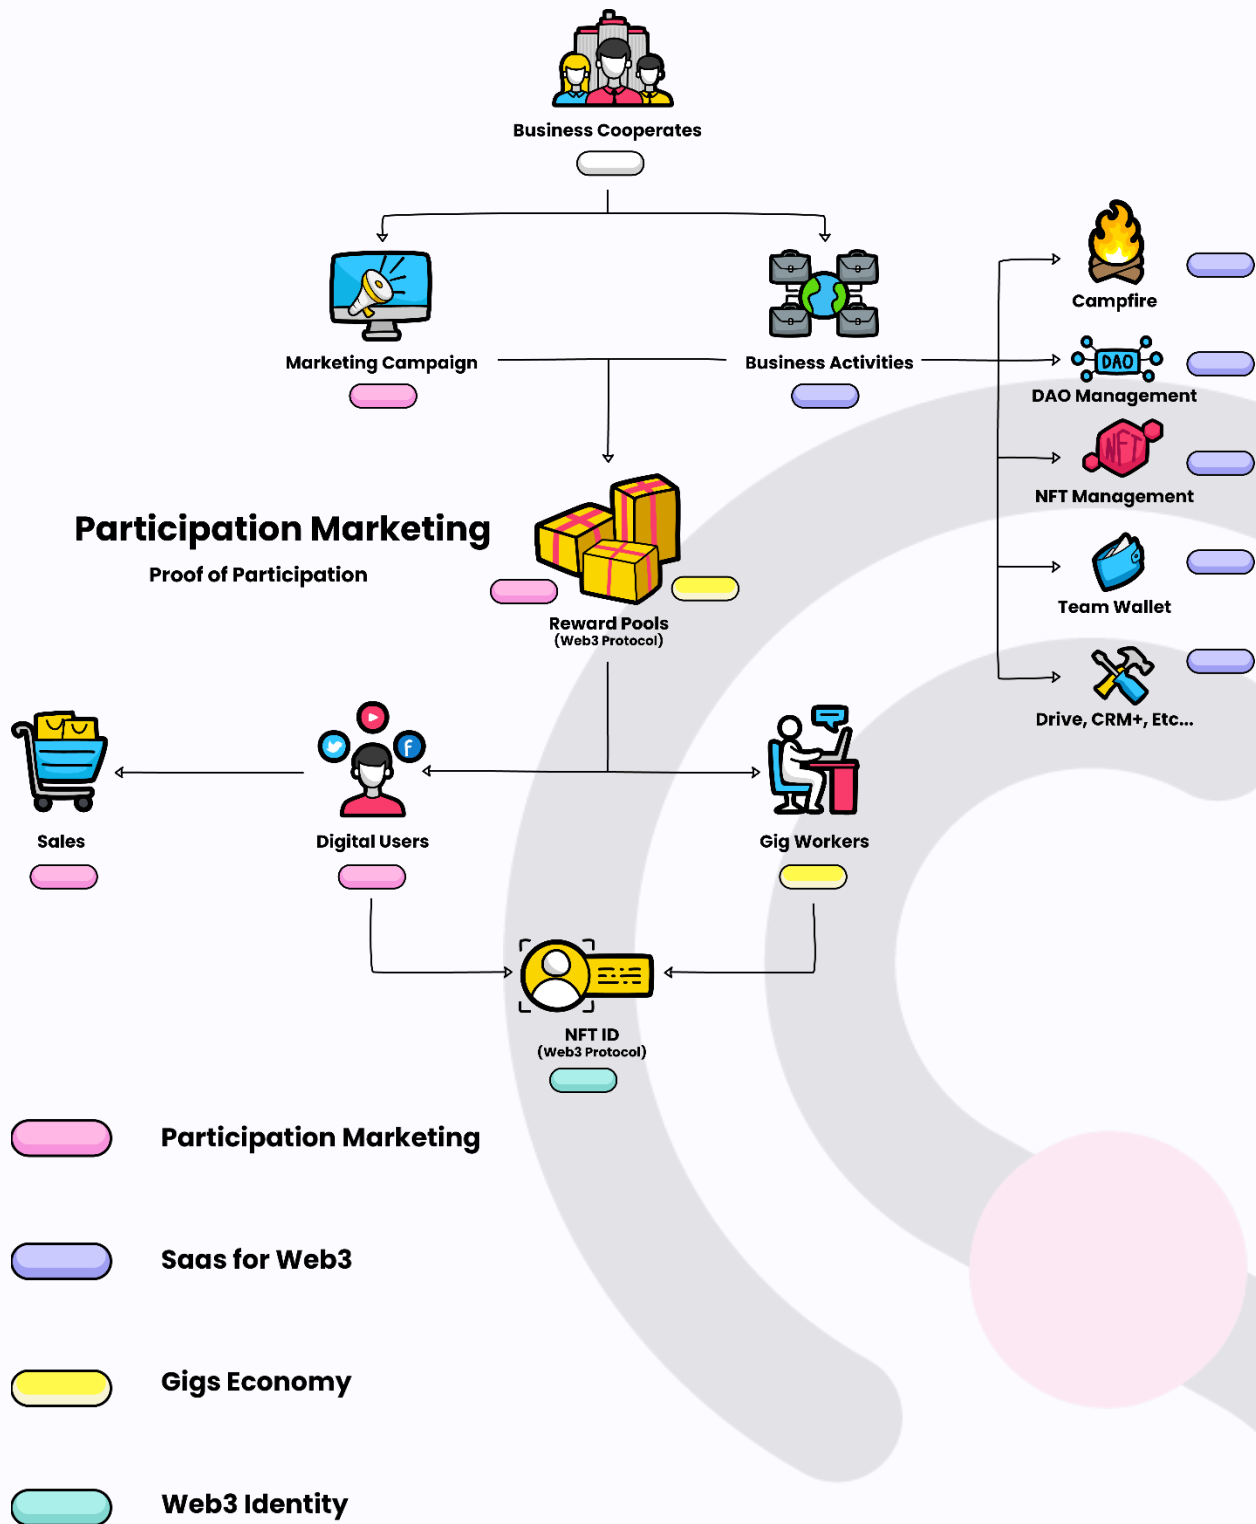 Business Cooperates
Marketing Campaign
Business Activities
Campfire
DAO
DAO Management
NFT
NFT Management
Team Wallet
Drive, CRM+, Etc...
Participation Marketing
Proof of Participation
Reward Pools
(Web3 Protocol)
Sales
f
Digital Users
Gig Workers
NFT ID
(Web3 Protocol)
Participation Marketing
Saas for Web3
Gigs Economy
Web3 Identity